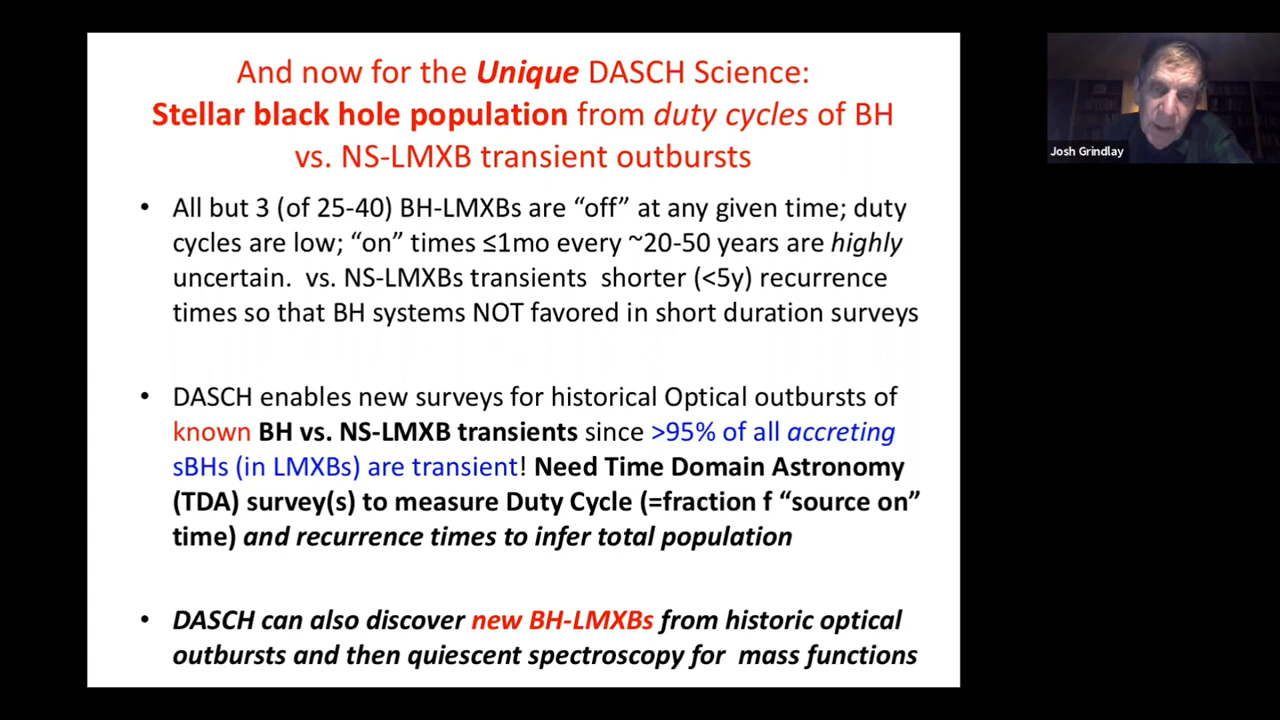 And now for the Unique DASCH Science:
Stellar black hole population from duty cycles of BH
vs. NS-LMXB transient outbursts
• All but 3 (of 25-40) BH-LMXBs are “off” at any given time; duty
cycles are low; “on” times ≤1mo every ~20-50 years are highly
uncertain. vs. NS-LMXBs transients shorter (<5y) recurrence
times so that BH systems NOT favored in short duration surveys
• DASCH enables new surveys for historical Optical outbursts of
known BH vs. NS-LMXB transients since >95% of all accreting
sBHs (in LMXBs) are transient! Need Time Domain Astronomy
(TDA) survey(s) to measure Duty Cycle (=fraction f “source on”
time) and recurrence times to infer total population
• DASCH can also discover new BH-LMXBs from historic optical
outbursts and then quiescent spectroscopy for mass functions
Josh Grindlay